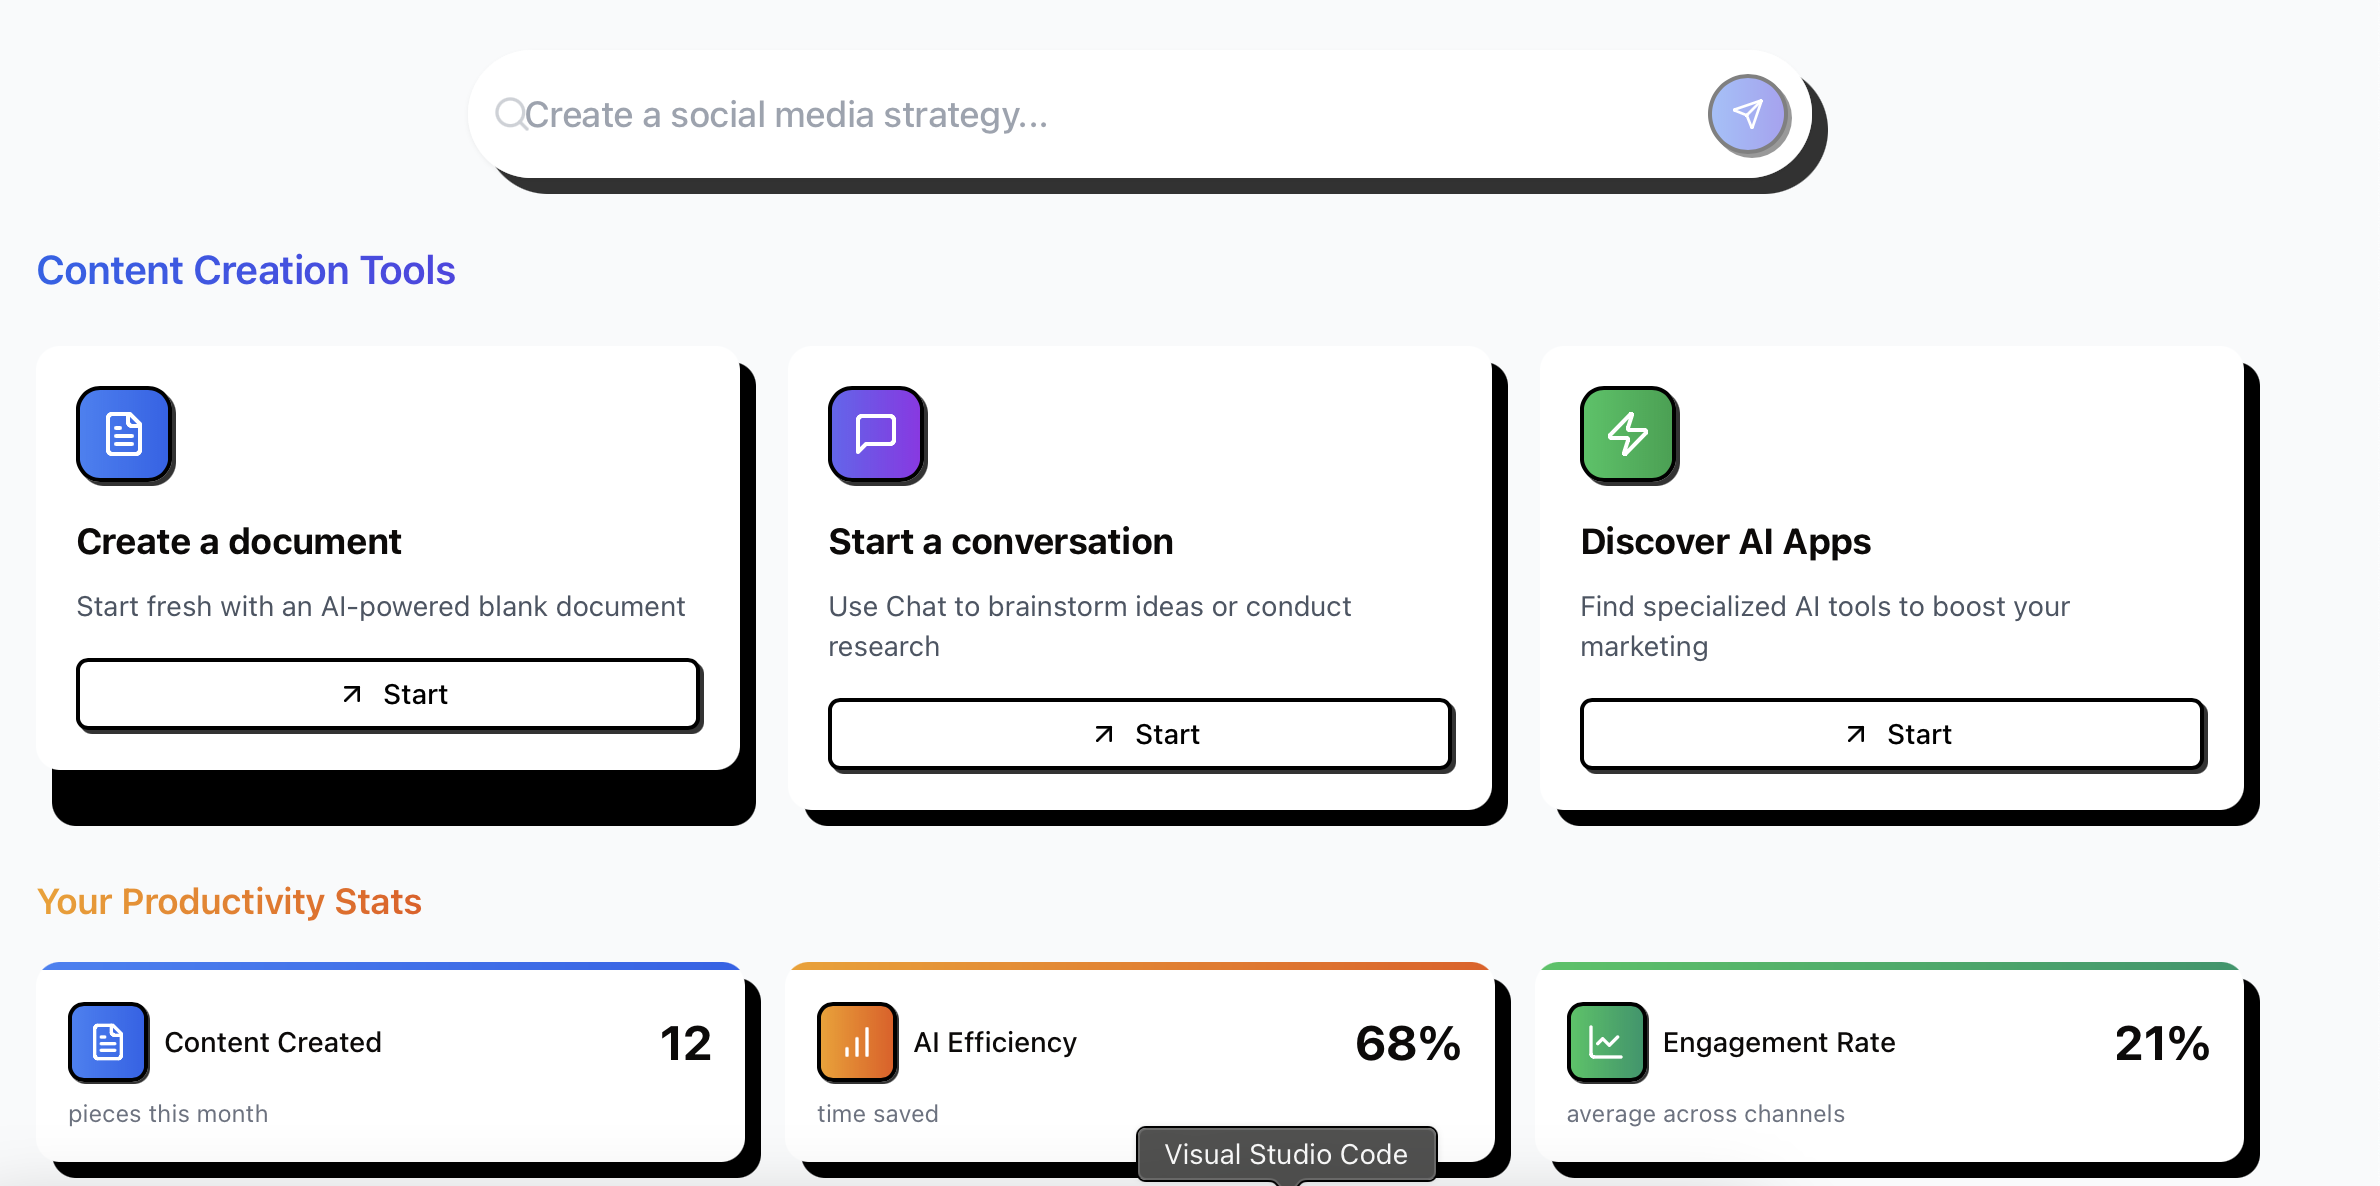 Create a social media strategy...
Content Creation Tools
Create a document
Start fresh with an AI-powered blank document
Start
Start a conversation
Use Chat to brainstorm ideas or conduct
research
Start
Discover AI Apps
Find specialized AI tools to boost your
marketing
Start
Your Productivity Stats
Content Created
12
pieces this month
AI Efficiency
68%
time saved
Engagement Rate
21%
average across channels
Visual Studio Code